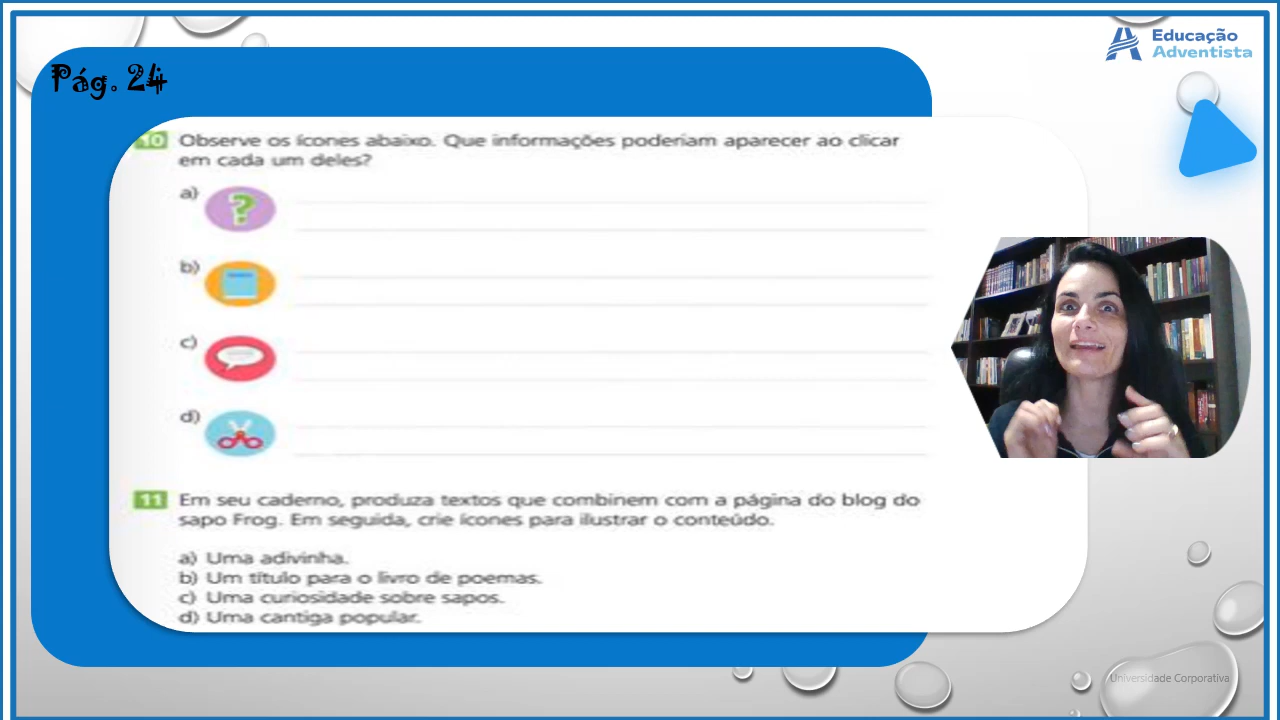 Educação
Adventista
Pág. 24
10 Observe os ícones abaixo. Que informações poderiam aparecer ao clicar
em cada um deles?
a) ?
b)
c)
d)
11 Em seu caderno, produza textos que combinem com a página do blog do
sapo Frog. Em seguida, crie ícones para ilustrar o conteúdo.
a) Uma adivinha.
b) Um título para o livro de poemas.
c) Uma curiosidade sobre sapos.
d) Uma cantiga popular.
Universidade Corporativa